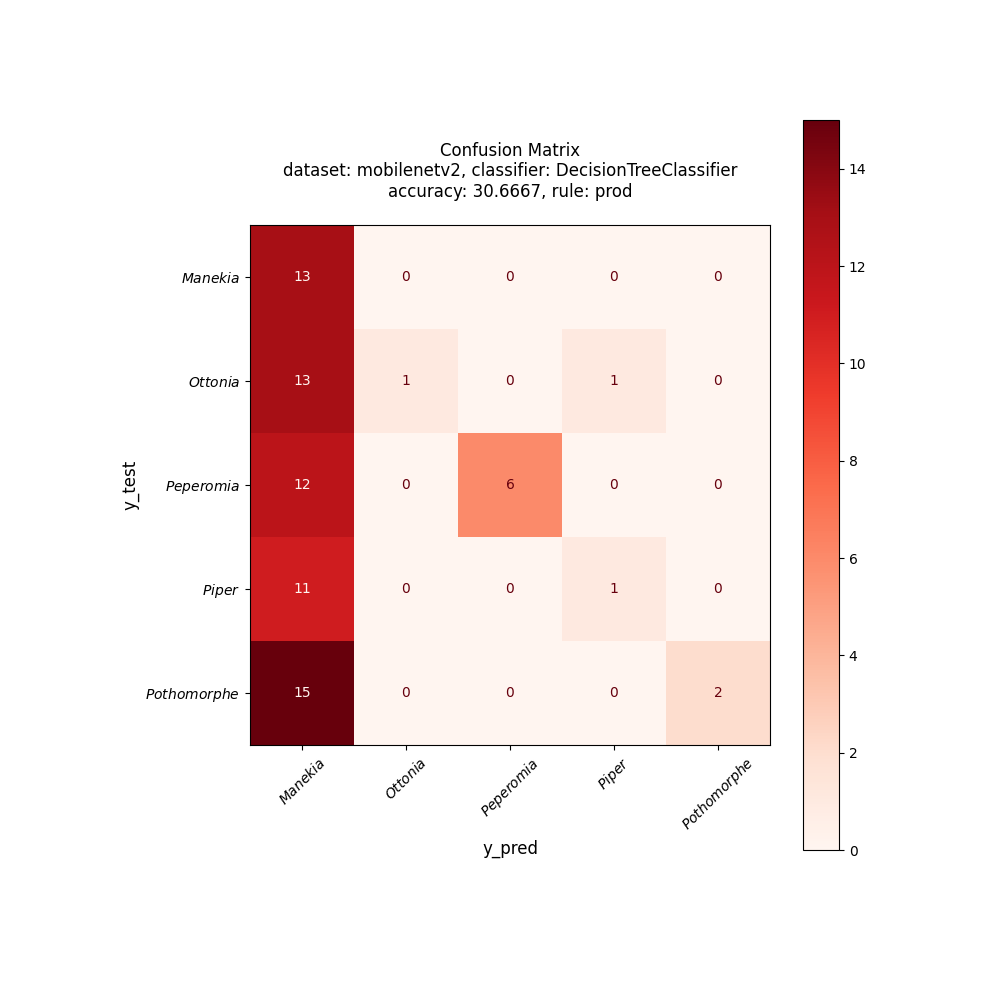 Confusion Matrix
dataset: mobilenetv2, classifier: DecisionTreeClassifier
accuracy: 30.6667, rule: prod
y_test
Manekia 13 0 0 0 0
Ottonia 13 1 0 1 0
Peperomia 12 0 6 0 0
Piper 11 0 0 1 0
Pothomorphe 15 0 0 0 2
Manekia Ottonia Peperomia Piper Pothomorphe
y_pred
14
12
10
8
6
4
2
0